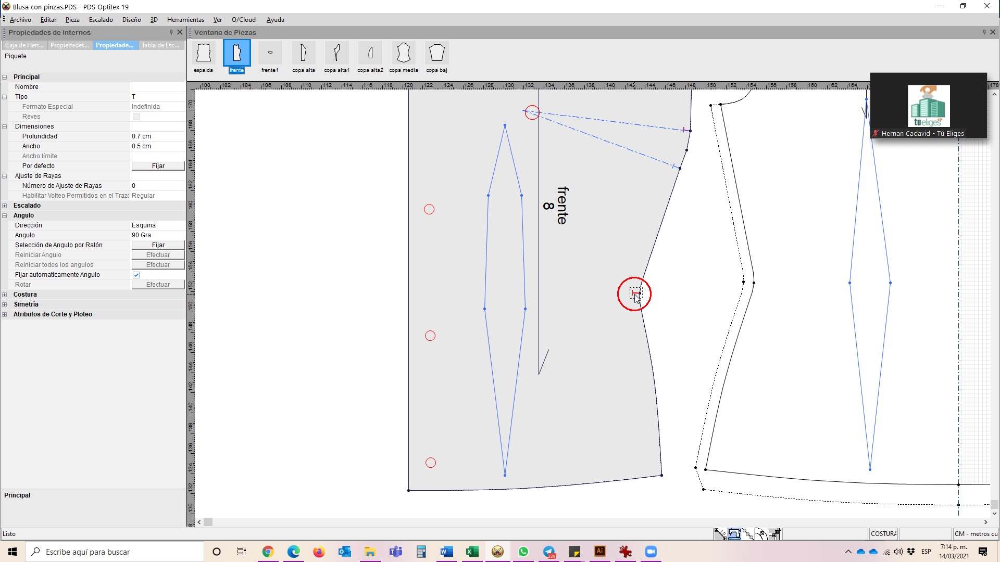 Blusa con pinzas.PDS - PDS Optitex 19
Archivo Editar Pieza Escalado Diseño 3D Herramientas Ver O/Cloud Ayuda
Propiedades de Internos
Ventana de Piezas
Caja de Herr... Propiedades... Propiedade... Tabla de Esc...
Piquete
espalda frente frente1 copa alta copa alta1 copa alta2 copa media copa baj
Principal
Nombre
Tipo T
Formato Especial Indefinida
Reves
Dimensiones
Profundidad 0.7 cm
Ancho 0.5 cm
Ancho límite
Por defecto Fijar
Ajuste de Rayas
Número de Ajuste de Rayas 0
Habilitar Volteo Permitidos en el Trazo Regular
Escalado
Angulo
Dirección Esquina
Angulo 90 Gra
Selección de Angulo por Ratón Fijar
Reiniciar Angulo Efectuar
Reiniciar todos los angulos Efectuar
Fijar automaticamente Angulo
Rotar Efectuar
Costura
Simetría
Atributos de Corte y Ploteo
Principal
100 102 104 106 108 110 112 114 116 118 120 122 124 126 128 130 132 134 136 138 140 142 144 146 148 150 152 154 156 158 160 162 164 178
170
168
166
164
162
160
158
156
154
152
150
148
146
144
142
140
138
136
134
132
130
frente
8
túeliges
Hernan Cadavid - Tú Eliges
Listo
COSTURA
CM - metros cu
Escribe aquí para buscar
229
ESP
7:14 p. m.
14/03/2021